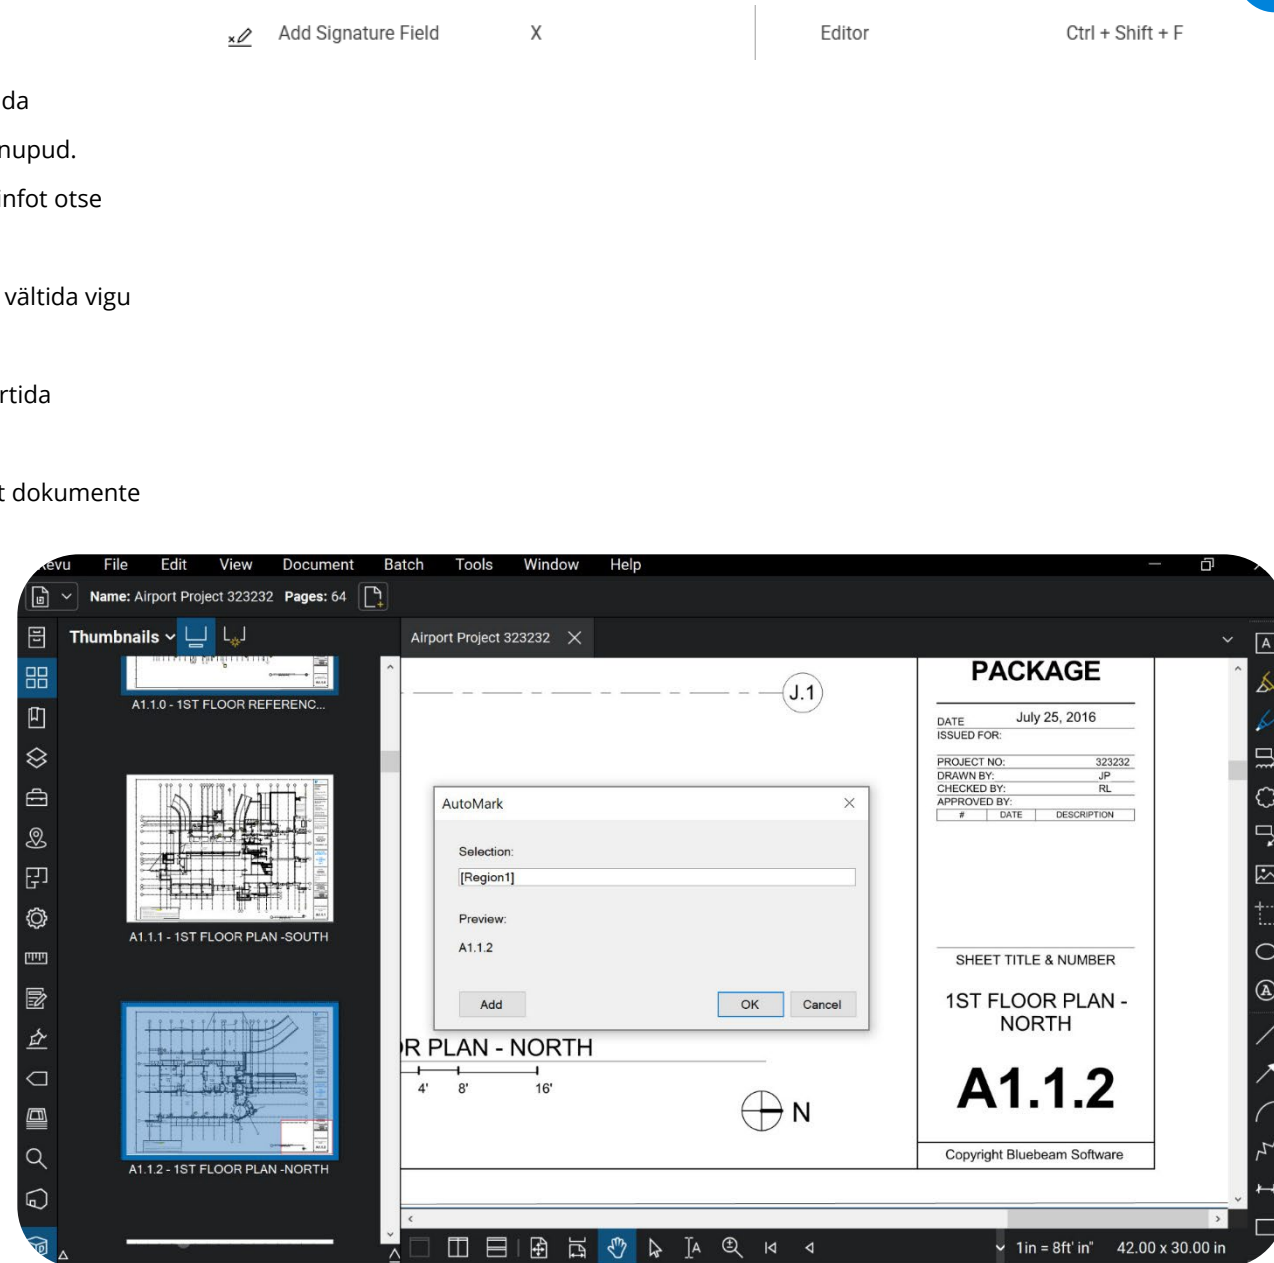 Add Signature Field X Editor Ctrl + Shift + F
da
nupud.
infot otse
vältida vigu
rtida
t dokumente
Revu File Edit View Document Batch Tools Window Help
Name: Airport Project 323232 Pages: 64
Thumbnails
Airport Project 323232
A1.1.0 - 1ST FLOOR REFERENC...
A1.1.1 - 1ST FLOOR PLAN -SOUTH
A1.1.2 - 1ST FLOOR PLAN -NORTH
J.1
PACKAGE
DATE July 25, 2016
ISSUED FOR:
PROJECT NO: 323232
DRAWN BY: JP
CHECKED BY: RL
APPROVED BY:
# DATE DESCRIPTION
AutoMark
Selection:
[Region1]
Preview:
A1.1.2
Add OK Cancel
SHEET TITLE & NUMBER
1ST FLOOR PLAN -
NORTH
A1.1.2
Copyright Bluebeam Software
R PLAN - NORTH
4' 8' 16'
N
1in = 8ft' in" 42.00 x 30.00 in